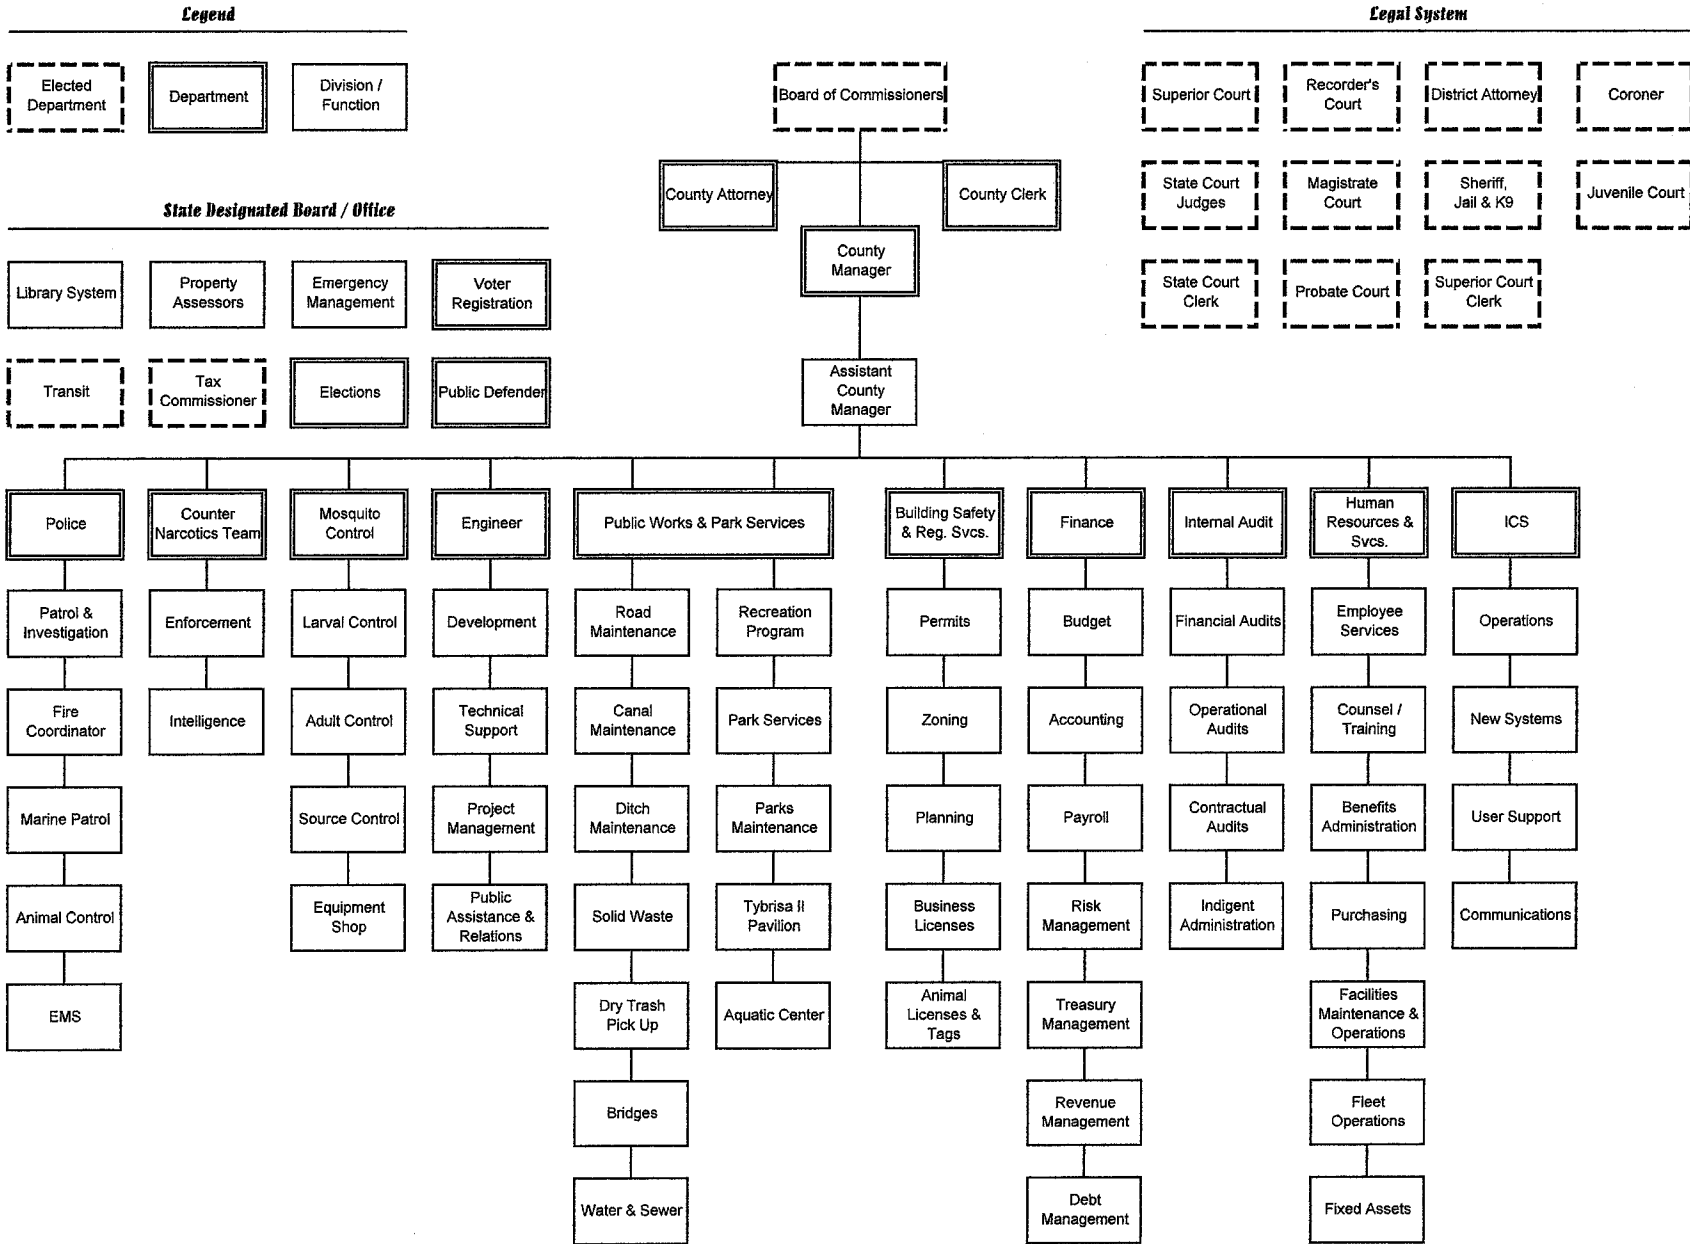 Legend
Elected
Department
Department
Division /
Function
State Designated Board / Office
Library System
Property
Assessors
Emergency
Management
Voter
Registration
Transit
Tax
Commissioner
Elections
Public Defender
Board of Commissioners
County Attorney
County Clerk
County
Manager
Assistant
County
Manager
Legal System
Superior Court
Recorder's
Court
District Attorney
Coroner
State Court
Judges
Magistrate
Court
Sheriff,
Jail & K9
Juvenile Court
State Court
Clerk
Probate Court
Superior Court
Clerk
Police
Patrol &
Investigation
Fire
Coordinator
Marine Patrol
Animal Control
EMS
Counter
Narcotics Team
Enforcement
Intelligence
Mosquito
Control
Larval Control
Adult Control
Source Control
Equipment
Shop
Engineer
Development
Technical
Support
Project
Management
Public
Assistance &
Relations
Public Works & Park Services
Road
Maintenance
Canal
Maintenance
Ditch
Maintenance
Solid Waste
Dry Trash
Pick Up
Bridges
Water & Sewer
Recreation
Program
Park Services
Parks
Maintenance
Tybrisa II
Pavilion
Aquatic Center
Building Safety
& Reg. Svcs.
Permits
Zoning
Planning
Business
Licenses
Animal
Licenses &
Tags
Finance
Budget
Accounting
Payroll
Risk
Management
Treasury
Management
Revenue
Management
Debt
Management
Internal Audit
Financial Audits
Operational
Audits
Contractual
Audits
Indigent
Administration
Human
Resources &
Svcs.
Employee
Services
Counsel /
Training
Benefits
Administration
Purchasing
Facilities
Maintenance &
Operations
Fleet
Operations
Fixed Assets
ICS
Operations
New Systems
User Support
Communications